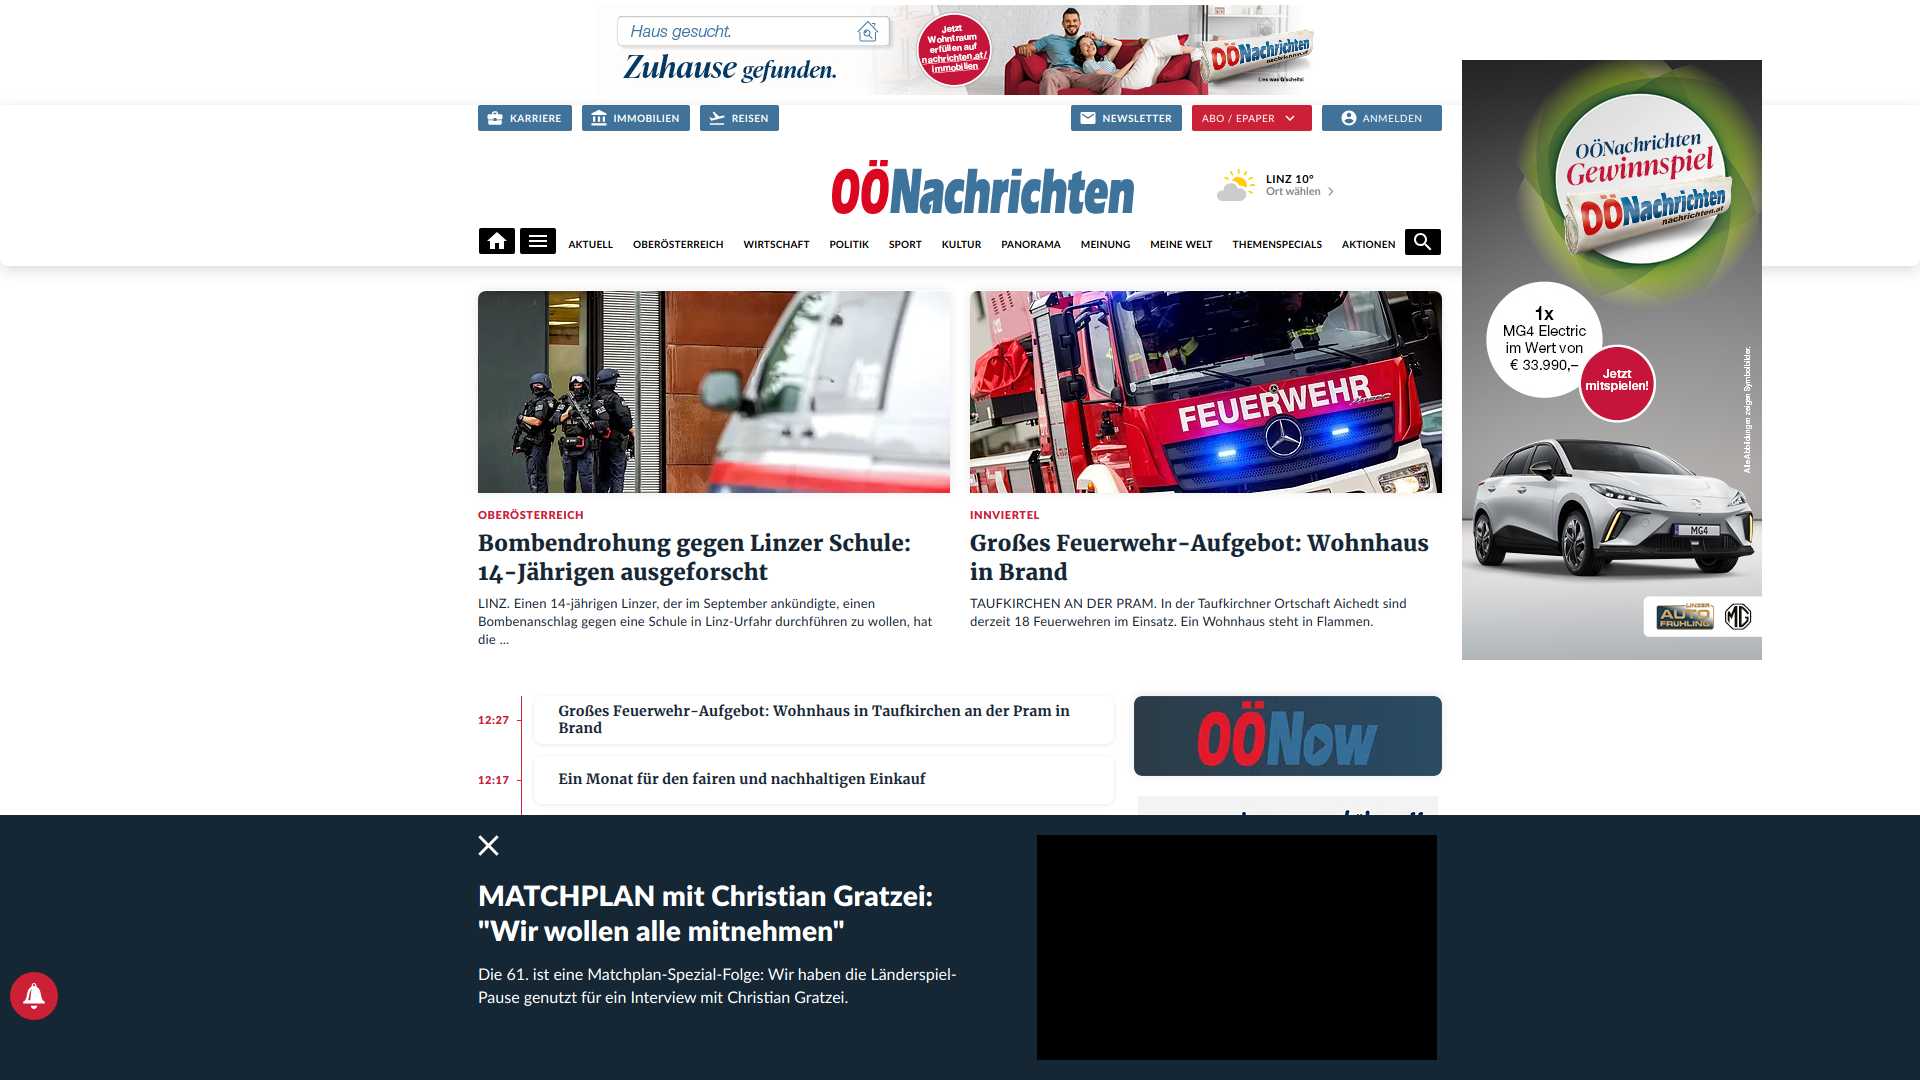 Haus gesucht.
Zuhause gefunden.
Jetzt
Wohntraum
erfüllen auf
nachrichten.at/
immobilien
OÖNachrichten
nachrichten.at
Lies was G'scheits!
KARRIERE
IMMOBILIEN
REISEN
NEWSLETTER
ABO / EPAPER
ANMELDEN
OÖNachrichten
LINZ 10°
Ort wählen
AKTUELL
OBERÖSTERREICH
WIRTSCHAFT
POLITIK
SPORT
KULTUR
PANORAMA
MEINUNG
MEINE WELT
THEMENSPECIALS
AKTIONEN
OÖNachrichten
Gewinnspiel
OÖNachrichten
nachrichten.at
1x
MG4 Electric
im Wert von
€ 33.990,–
Jetzt
mitspielen!
Alle Abbildungen zeigen Symbolbilder.
MG4
LINZER
AUTO
FRÜHLING
MG
FEUERWEHR
OBERÖSTERREICH
Bombendrohung gegen Linzer Schule:
14-Jährigen ausgeforscht
LINZ. Einen 14-jährigen Linzer, der im September ankündigte, einen
Bombenanschlag gegen eine Schule in Linz-Urfahr durchführen zu wollen, hat
die ...
INNVIERTEL
Großes Feuerwehr-Aufgebot: Wohnhaus
in Brand
TAUFKIRCHEN AN DER PRAM. In der Taufkirchner Ortschaft Aichedt sind
derzeit 18 Feuerwehren im Einsatz. Ein Wohnhaus steht in Flammen.
12:27
Großes Feuerwehr-Aufgebot: Wohnhaus in Taufkirchen an der Pram in
Brand
12:17
Ein Monat für den fairen und nachhaltigen Einkauf
OÖNow
MATCHPLAN mit Christian Gratzei:
"Wir wollen alle mitnehmen"
Die 61. ist eine Matchplan-Spezial-Folge: Wir haben die Länderspiel-
Pause genutzt für ein Interview mit Christian Gratzei.